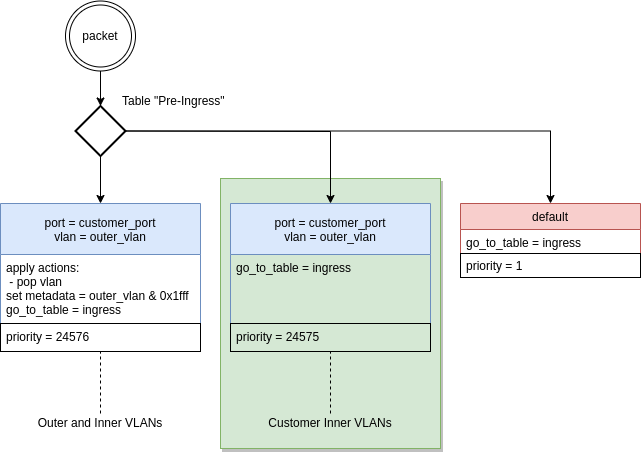 packet
Table "Pre-Ingress"
port = customer_port
vlan = outer_vlan
apply actions:
- pop vlan
set metadata = outer_vlan & 0x1fff
go_to_table = ingress
priority = 24576
Outer and Inner VLANs
port = customer_port
vlan = outer_vlan
go_to_table = ingress
priority = 24575
Customer Inner VLANs
default
go_to_table = ingress
priority = 1